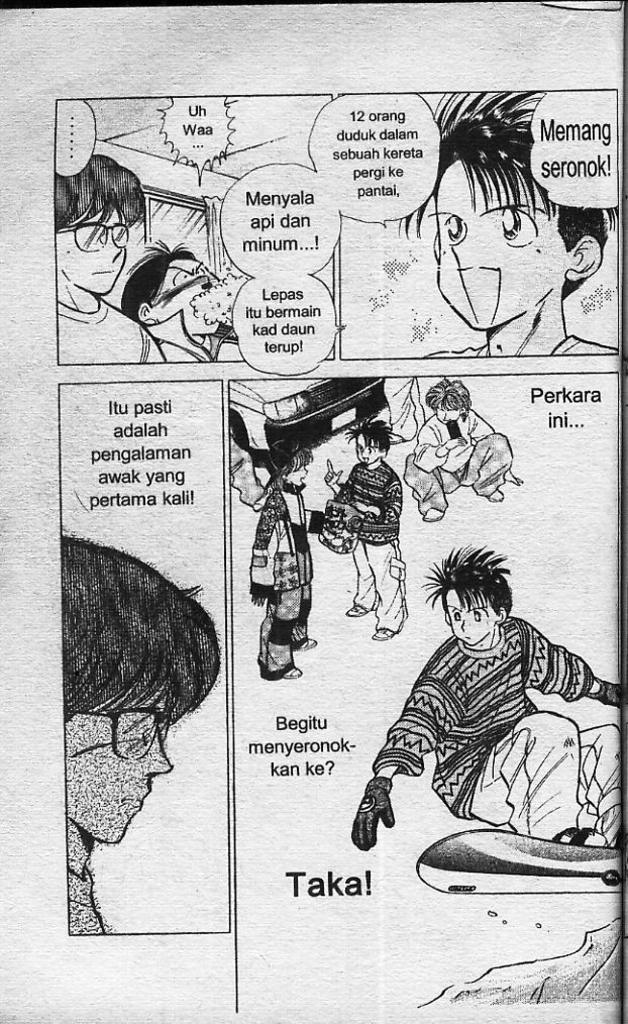 Memang
seronok!
12 orang
duduk dalam
sebuah kereta
pergi ke
pantai,
Menyala
api dan
minum...!
Lepas
itu bermain
kad daun
terup!
Uh
Waa
...
......
Perkara
ini...
Begitu
menyeronok-
kan ke?
Taka!
Itu pasti
adalah
pengalaman
awak yang
pertama kali!